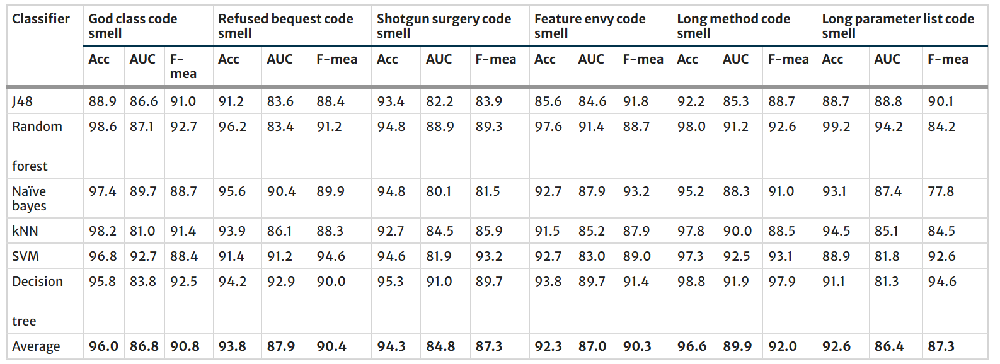 Classifier God class code smell Refused bequest code smell Shotgun surgery code smell Feature envy code smell Long method code smell Long parameter list code smell
Acc AUC F-mea Acc AUC F-mea Acc AUC F-mea Acc AUC F-mea Acc AUC F-mea Acc AUC F-mea
J48 88.9 86.6 91.0 91.2 83.6 88.4 93.4 82.2 83.9 85.6 84.6 91.8 92.2 85.3 88.7 88.7 88.8 90.1
Random forest 98.6 87.1 92.7 96.2 83.4 91.2 94.8 88.9 89.3 97.6 91.4 88.7 98.0 91.2 92.6 99.2 94.2 84.2
Naïve bayes 97.4 89.7 88.7 95.6 90.4 89.9 94.8 80.1 81.5 92.7 87.9 93.2 95.2 88.3 91.0 93.1 87.4 77.8
kNN 98.2 81.0 91.4 93.9 86.1 88.3 92.7 84.5 85.9 91.5 85.2 87.9 97.8 90.0 88.5 94.5 85.1 84.5
SVM 96.8 92.7 88.4 91.4 91.2 94.6 94.6 81.9 93.2 92.7 83.0 89.0 97.3 92.5 93.1 88.9 81.8 92.6
Decision tree 95.8 83.8 92.5 94.2 92.9 90.0 95.3 91.0 89.7 93.8 89.7 91.4 98.8 91.9 97.9 91.1 81.3 94.6
Average 96.0 86.8 90.8 93.8 87.9 90.4 94.3 84.8 87.3 92.3 87.0 90.3 96.6 89.9 92.0 92.6 86.4 87.3